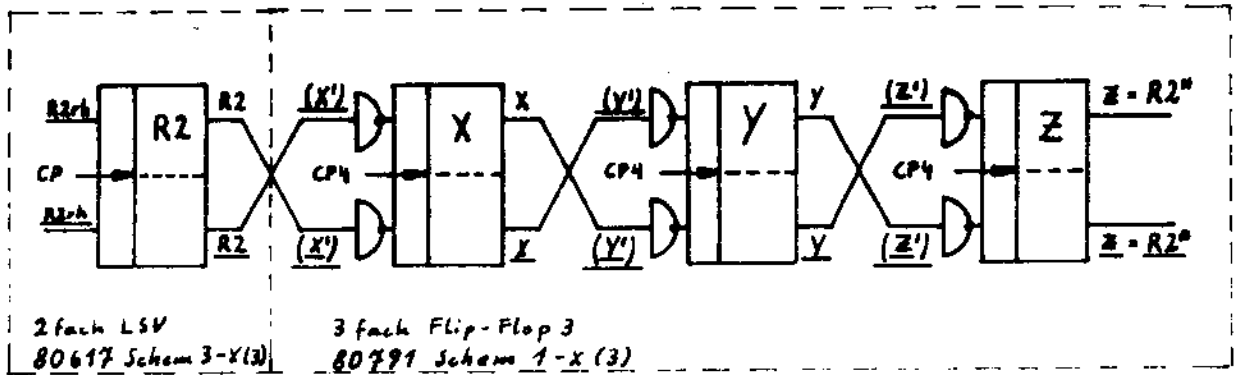 R2rh R2 R2 (X') X X (Y') Y Y (Z') Z Z = R2"
CP CP4 CP4 CP4
R2rh R2 (X') X (Y') Y (Z') Z = R2"
2 fach LSV 3 fach Flip-Flop 3
80617 Schem 3-X(3) 80791 Schem 1-X (3)